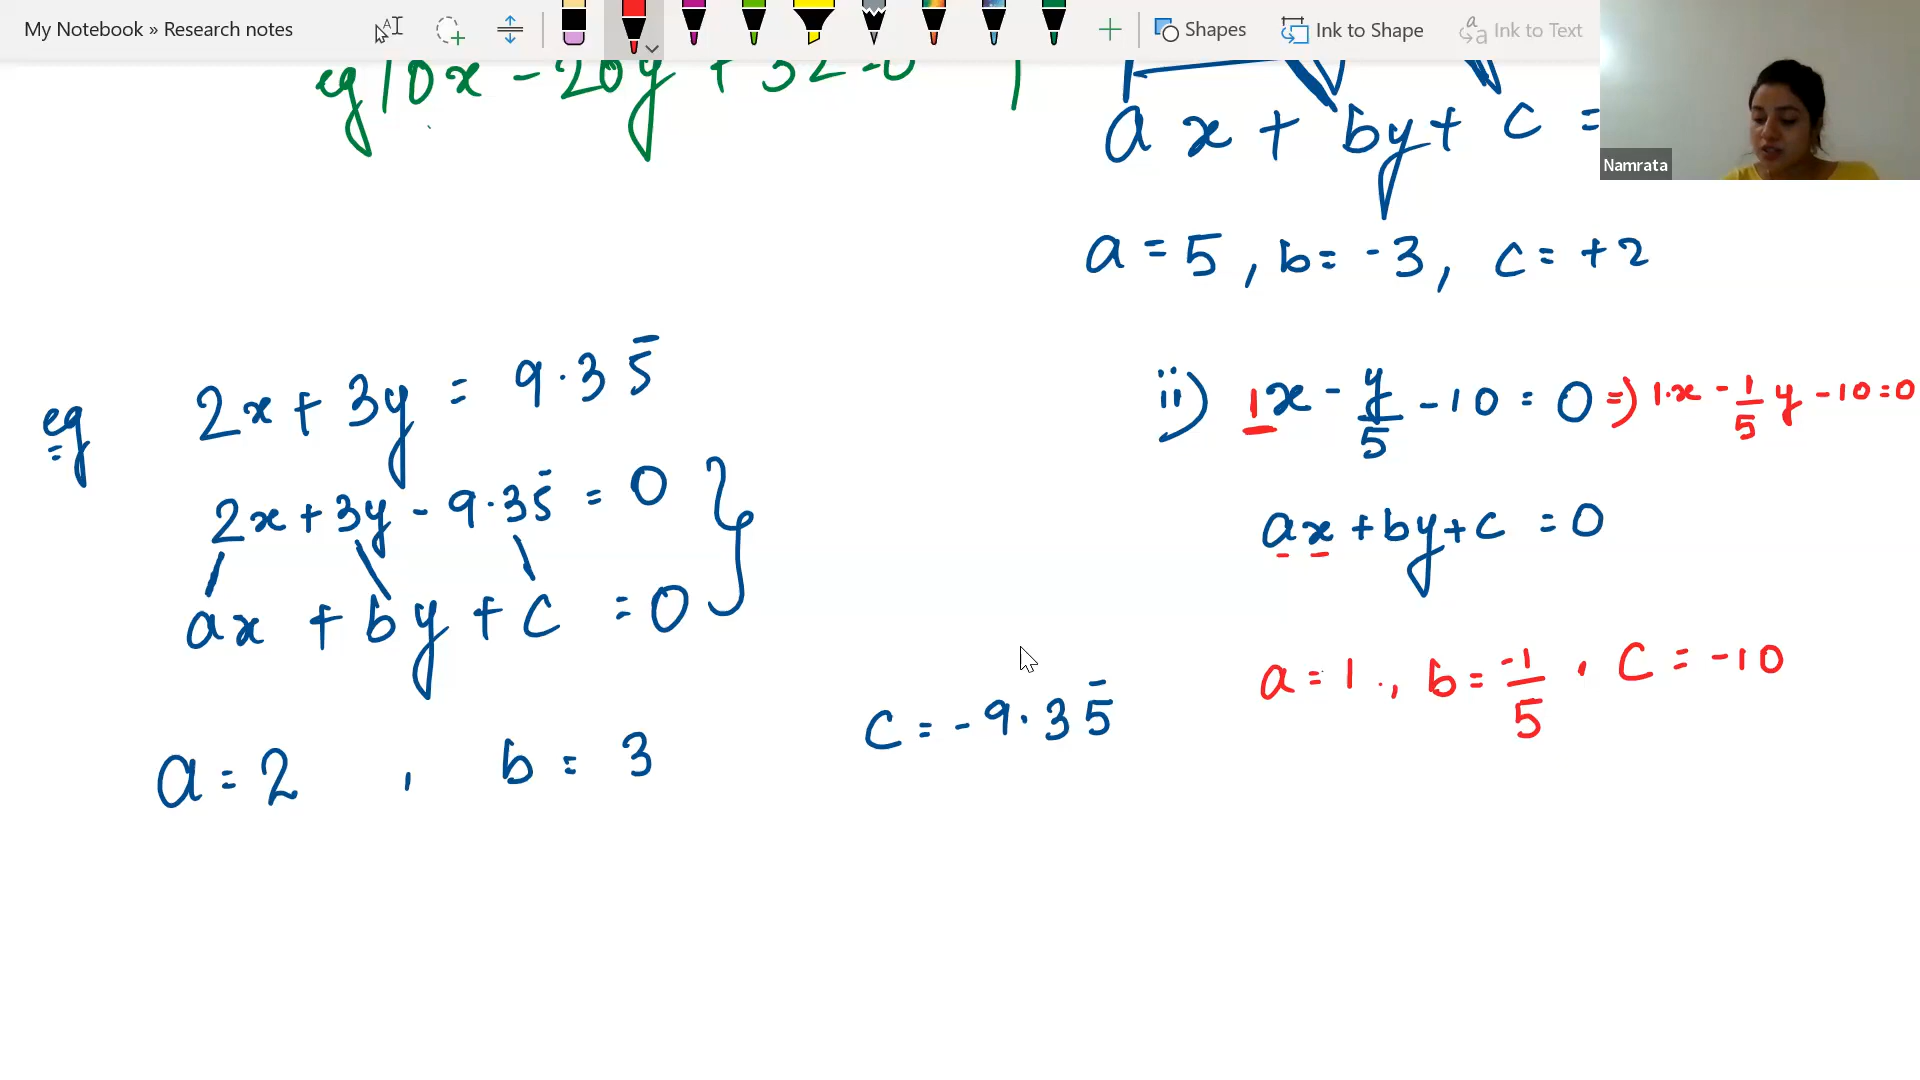 My Notebook » Research notes
Shapes
Ink to Shape
Ink to Text
Namrata
eg 10x - 20y + 32 = 0
ax + by + c =
a = 5, b = -3, c = +2
eg 2x + 3y = 9.35̅
2x + 3y - 9.35̅ = 0
ax + by + c = 0
a = 2, b = 3
c = -9.35̅
ii) 1x - y/5 - 10 = 0 ⇒ 1.x - 1/5 y - 10 = 0
ax + by + c = 0
a = 1, b = -1/5, c = -10